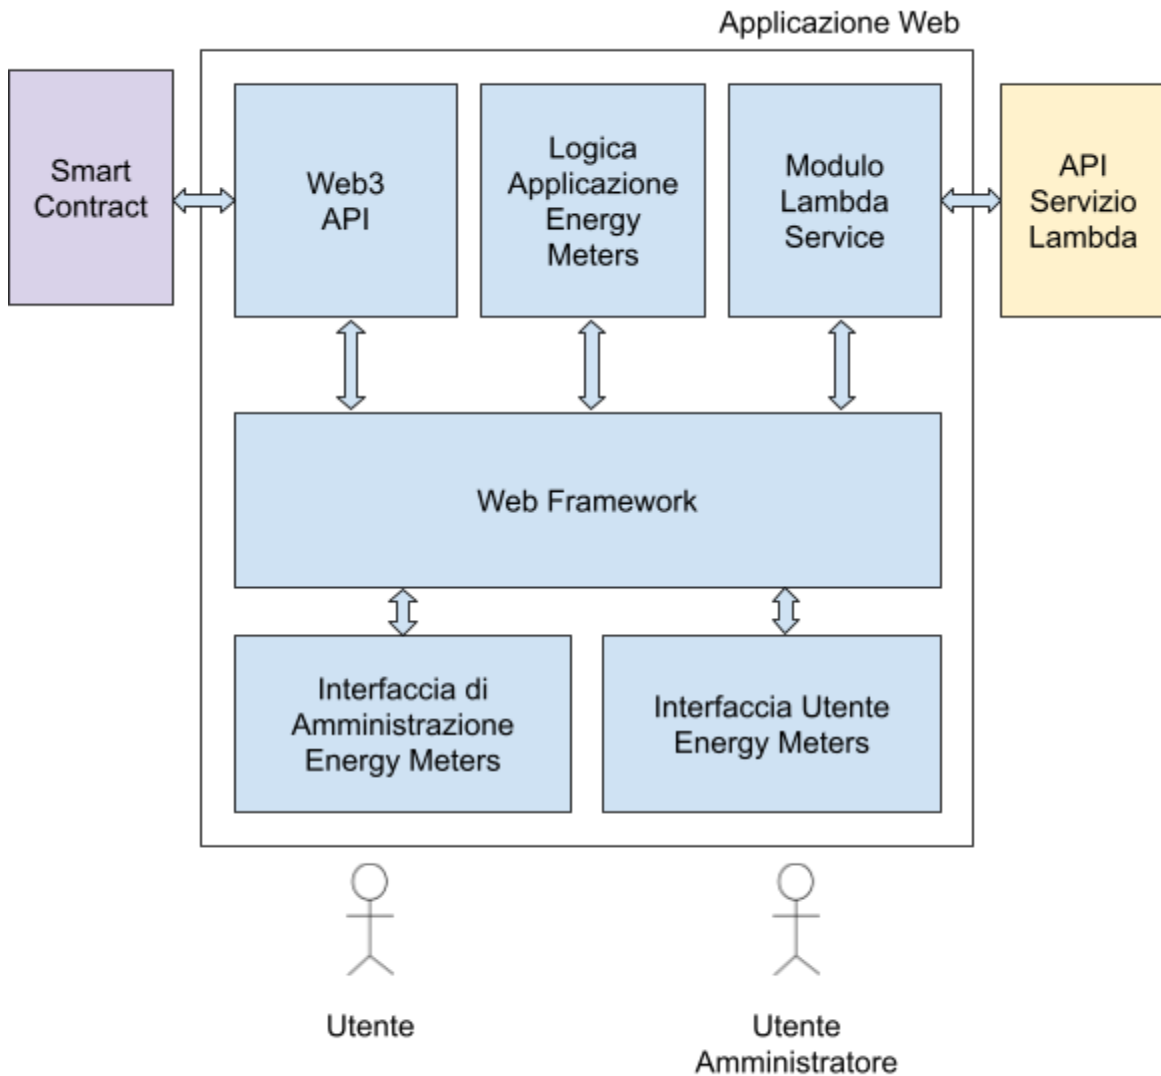 Applicazione Web
Smart
Contract
Web3
API
Logica
Applicazione
Energy
Meters
Modulo
Lambda
Service
API
Servizio
Lambda
Web Framework
Interfaccia di
Amministrazione
Energy Meters
Interfaccia Utente
Energy Meters
Utente
Utente
Amministratore